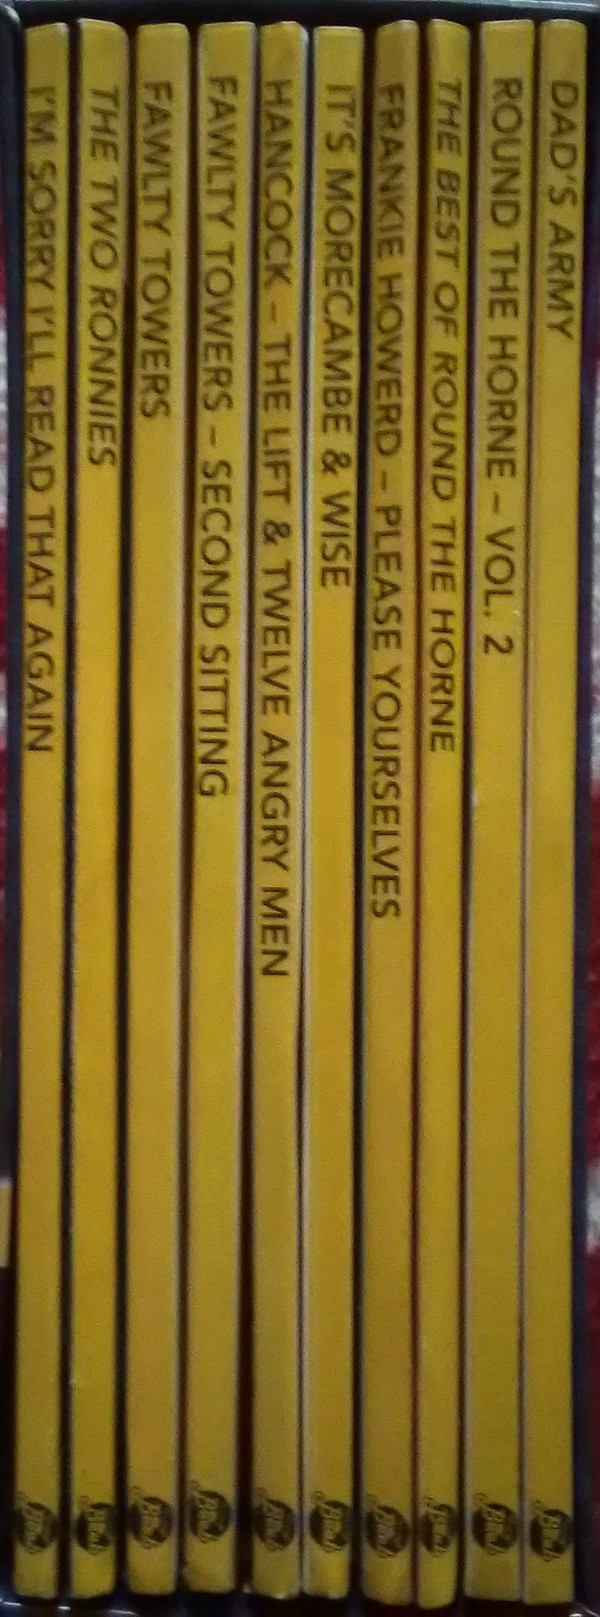 I'M SORRY I'LL READ THAT AGAIN
THE TWO RONNIES
FAWLTY TOWERS
FAWLTY TOWERS – SECOND SITTING
HANCOCK – THE LIFT & TWELVE ANGRY MEN
IT'S MORECAMBE & WISE
FRANKIE HOWERD – PLEASE YOURSELVES
THE BEST OF ROUND THE HORNE
ROUND THE HORNE – VOL. 2
DAD'S ARMY